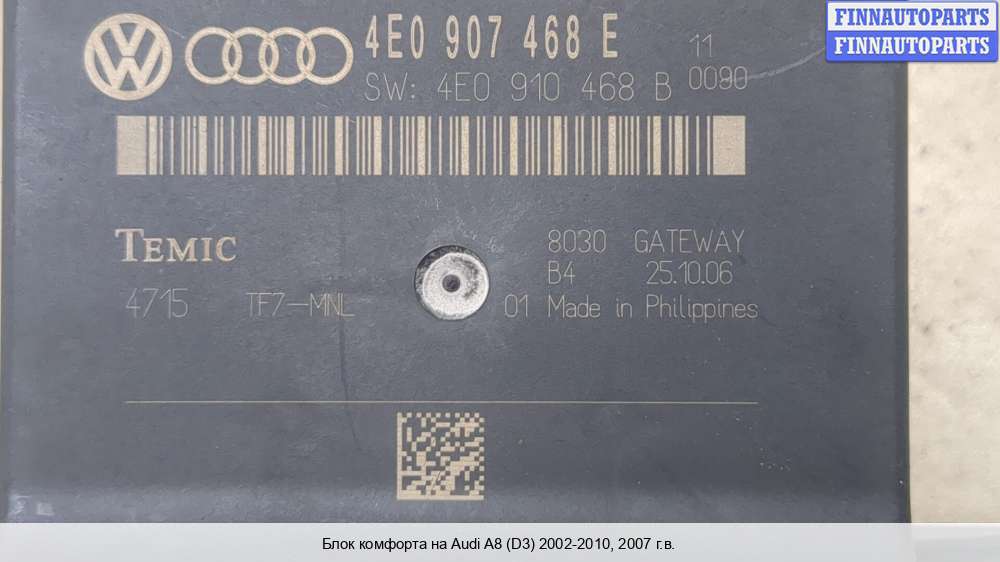 FINNAUTOPARTS
FINNAUTOPARTS
4E0 907 468 E
11
SW: 4E0 910 468 B
0090
TEMIC
8030 GATEWAY
B4 25.10.06
4715 TF7-MNL
01 Made in Philippines
Блок комфорта на Audi A8 (D3) 2002-2010, 2007 г.в.